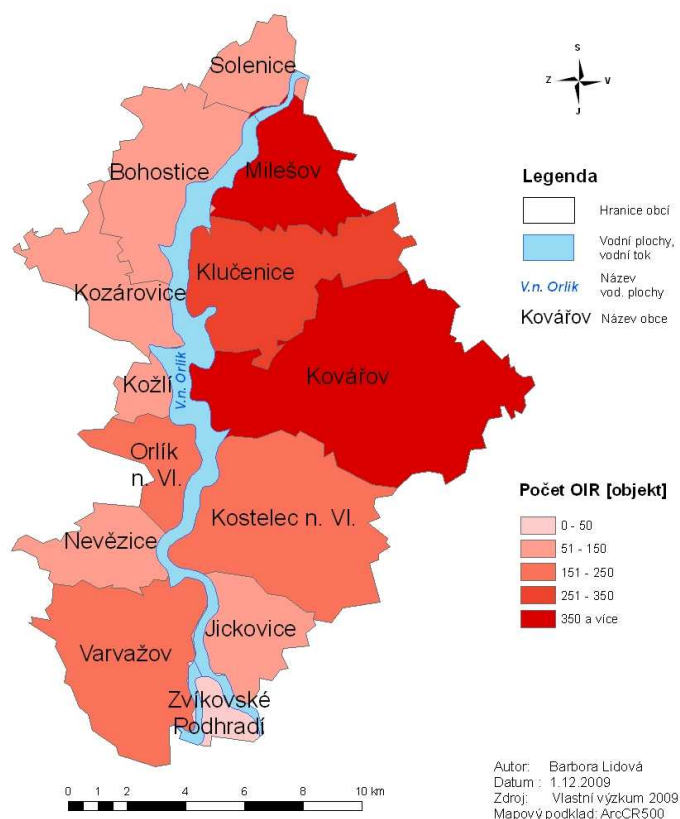 Solenice
S
Z V
J
Bohostice
Milešov
Legenda
Hranice obcí
Vodní plochy,
vodní tok
V.n. Orlík
Název
vod. plochy
Kovářov
Název obce
Klučenice
Kozárovice
Kovářov
V.n. Orlík
Kožlí
Orlík
n. Vl.
Kostelec n. Vl.
Nevězice
Počet OIR [objekt]
0 - 50
51 - 150
151 - 250
251 - 350
350 a více
Jickovice
Varvažov
Zvíkovské
Podhradí
0 2 4 6 8 10 km
Autor: Barbora Lidová
Datum : 1.12.2009
Zdroj: Vlastní výzkum 2009
Mapový podklad: ArcCR500